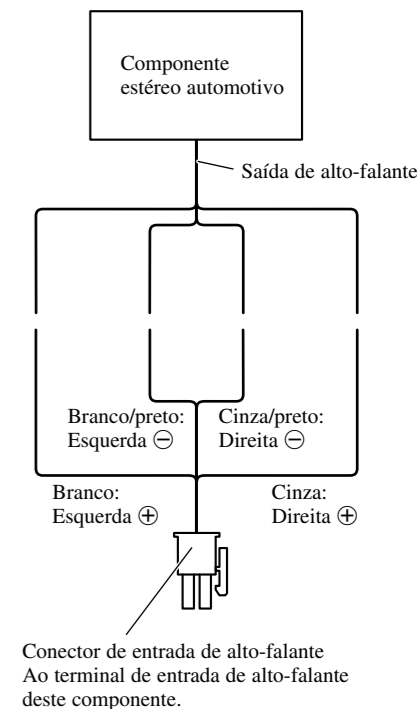 Componente
estéreo automotivo
Saída de alto-falante
Branco/preto:
Esquerda ⊖
Cinza/preto:
Direita ⊖
Branco:
Esquerda ⊕
Cinza:
Direita ⊕
Conector de entrada de alto-falante
Ao terminal de entrada de alto-falante
deste componente.